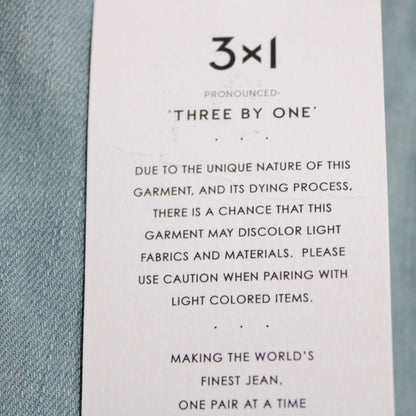 3x1
PRONOUNCED:
'THREE BY ONE'
. . .
DUE TO THE UNIQUE NATURE OF THIS
GARMENT, AND ITS DYING PROCESS,
THERE IS A CHANCE THAT THIS
GARMENT MAY DISCOLOR LIGHT
FABRICS AND MATERIALS.  PLEASE
USE CAUTION WHEN PAIRING WITH
LIGHT COLORED ITEMS.
. . .
MAKING THE WORLD'S
FINEST JEAN,
ONE PAIR AT A TIME